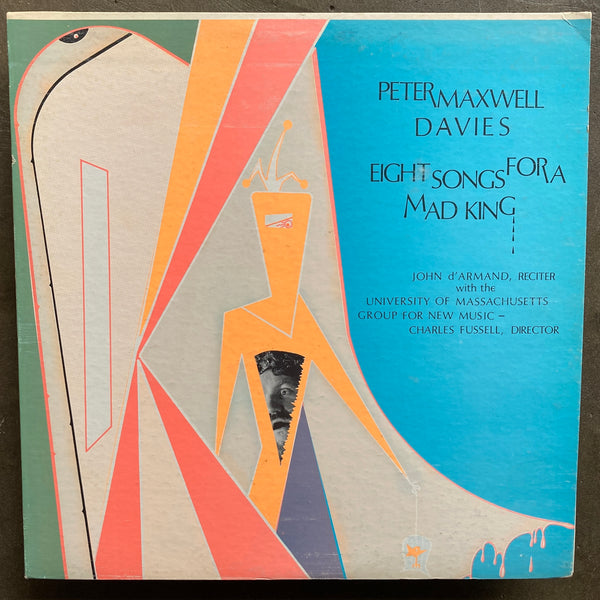 PETER MAXWELL
DAVIES
EIGHT SONGS FOR A
MAD KING
JOHN d'ARMAND, RECITER
with the
UNIVERSITY OF MASSACHUSETTS
GROUP FOR NEW MUSIC –
CHARLES FUSSELL, DIRECTOR